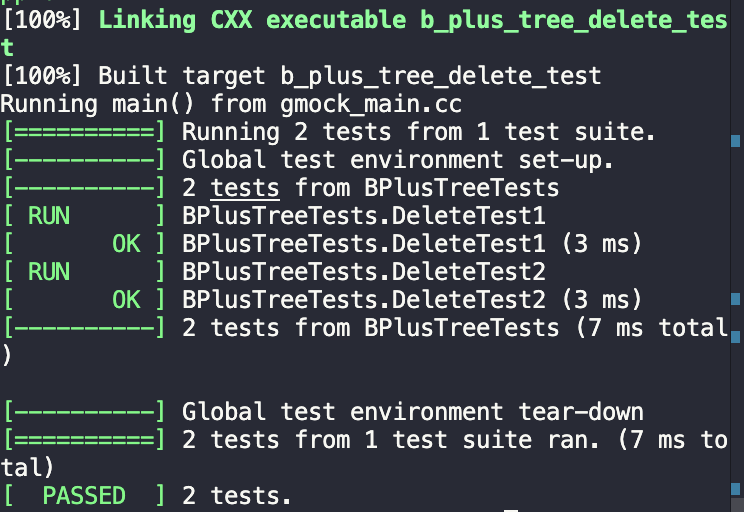 [100%] Linking CXX executable b_plus_tree_delete_tes
t
[100%] Built target b_plus_tree_delete_test
Running main() from gmock_main.cc
[==========] Running 2 tests from 1 test suite.
[----------] Global test environment set-up.
[----------] 2 tests from BPlusTreeTests
[ RUN      ] BPlusTreeTests.DeleteTest1
[       OK ] BPlusTreeTests.DeleteTest1 (3 ms)
[ RUN      ] BPlusTreeTests.DeleteTest2
[       OK ] BPlusTreeTests.DeleteTest2 (3 ms)
[----------] 2 tests from BPlusTreeTests (7 ms total
)
[----------] Global test environment tear-down
[==========] 2 tests from 1 test suite ran. (7 ms to
tal)
[  PASSED  ] 2 tests.